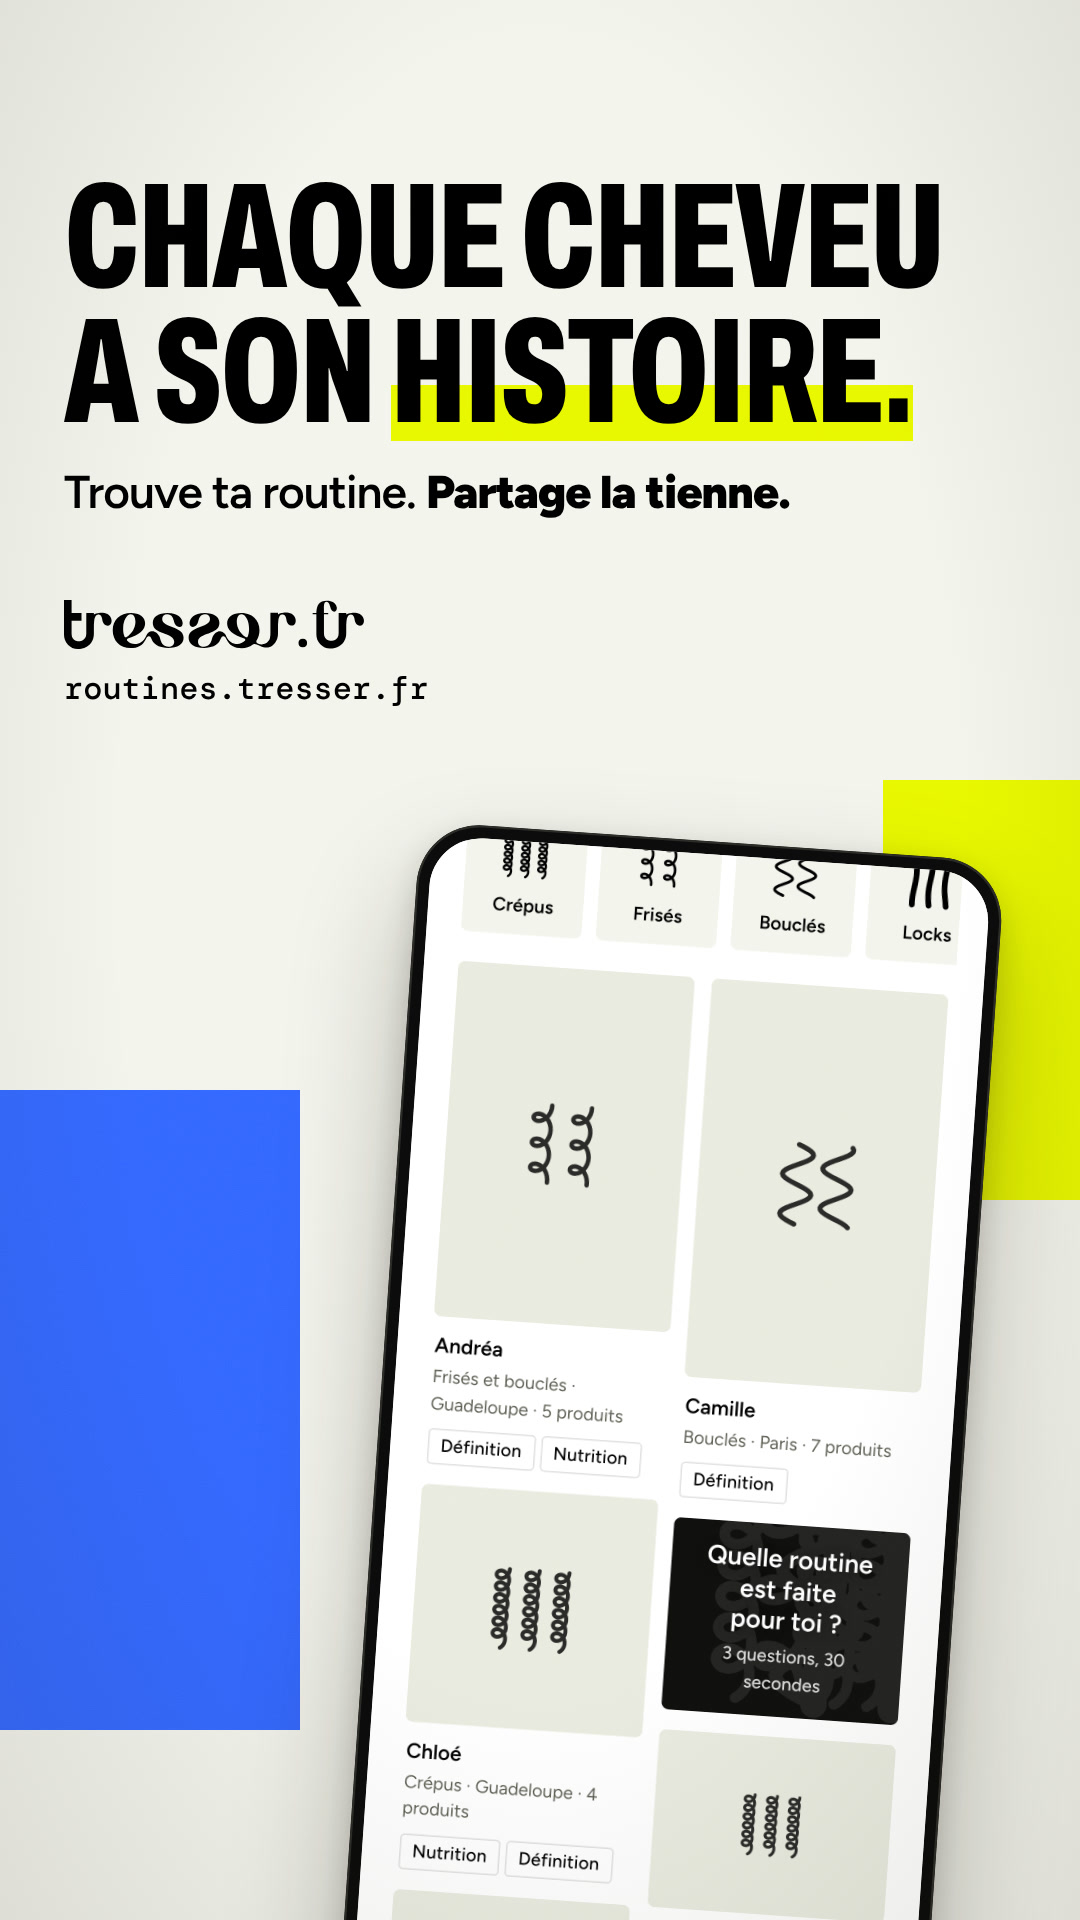 CHAQUE CHEVEU
A SON HISTOIRE.
Trouve ta routine. Partage la tienne.
tresser.fr
routines.tresser.fr
Crépus
Frisés
Bouclés
Locks
Andréa
Frisés et bouclés ·
Guadeloupe · 5 produits
Définition
Nutrition
Camille
Bouclés · Paris · 7 produits
Définition
Quelle routine
est faite
pour toi ?
3 questions, 30
secondes
Chloé
Crépus · Guadeloupe · 4
produits
Nutrition
Définition